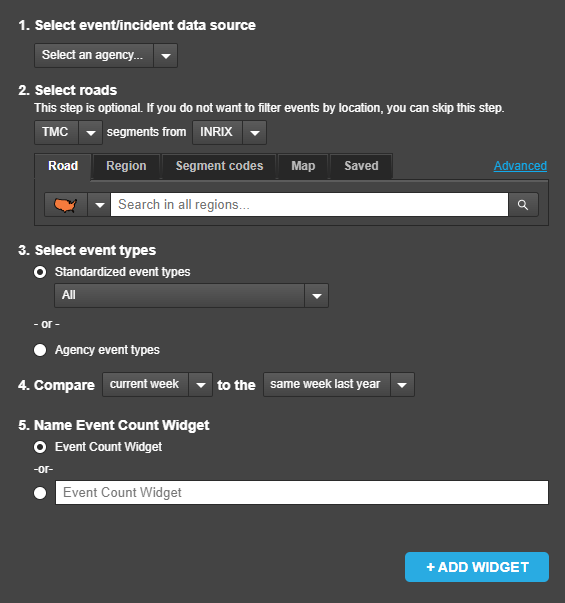 1. Select event/incident data source
Select an agency...
2. Select roads
This step is optional. If you do not want to filter events by location, you can skip this step.
TMC segments from INRIX
Road Region Segment codes Map Saved Advanced
Search in all regions...
3. Select event types
Standardized event types
All
- or -
Agency event types
4. Compare current week to the same week last year
5. Name Event Count Widget
Event Count Widget
-or-
Event Count Widget
+ ADD WIDGET